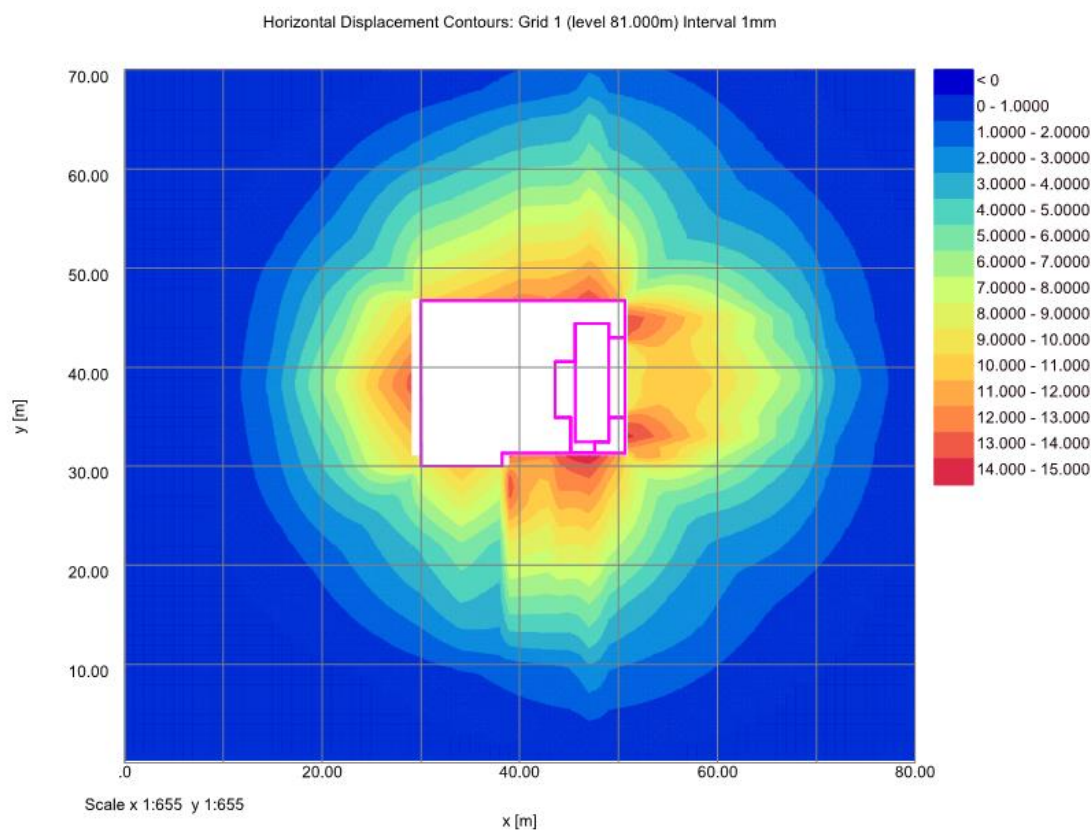 Horizontal Displacement Contours: Grid 1 (level 81.000m) Interval 1mm
70.00
60.00
50.00
40.00
30.00
20.00
10.00
y [m]
.0 20.00 40.00 60.00 80.00
Scale x 1:655 y 1:655
x [m]
< 0
0 - 1.0000
1.0000 - 2.0000
2.0000 - 3.0000
3.0000 - 4.0000
4.0000 - 5.0000
5.0000 - 6.0000
6.0000 - 7.0000
7.0000 - 8.0000
8.0000 - 9.0000
9.0000 - 10.000
10.000 - 11.000
11.000 - 12.000
12.000 - 13.000
13.000 - 14.000
14.000 - 15.000